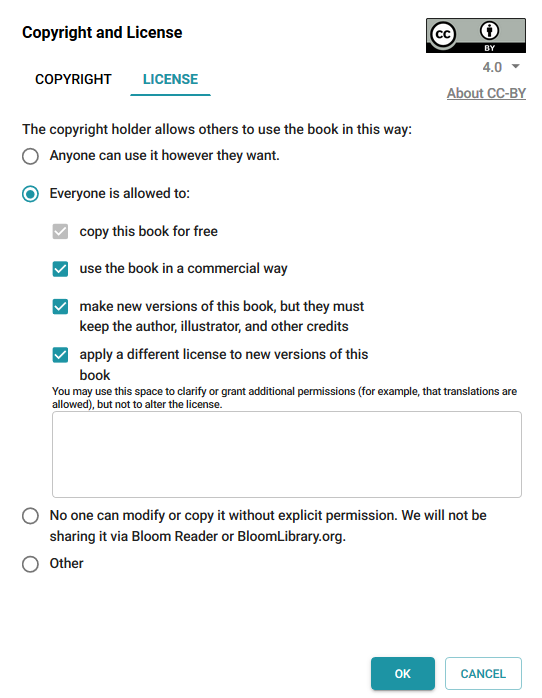 Copyright and License
cc
BY
4.0
COPYRIGHT
LICENSE
About CC-BY
The copyright holder allows others to use the book in this way:
Anyone can use it however they want.
Everyone is allowed to:
copy this book for free
use the book in a commercial way
make new versions of this book, but they must
keep the author, illustrator, and other credits
apply a different license to new versions of this
book
You may use this space to clarify or grant additional permissions (for example, that translations are
allowed), but not to alter the license.
No one can modify or copy it without explicit permission. We will not be
sharing it via Bloom Reader or BloomLibrary.org.
Other
OK
CANCEL